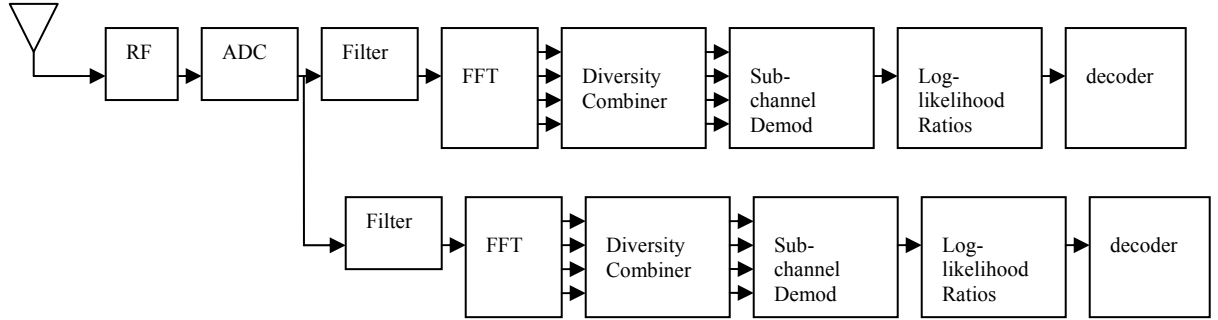 RF
ADC
Filter
FFT
Diversity
Combiner
Sub-
channel
Demod
Log-
likelihood
Ratios
decoder
Filter
FFT
Diversity
Combiner
Sub-
channel
Demod
Log-
likelihood
Ratios
decoder